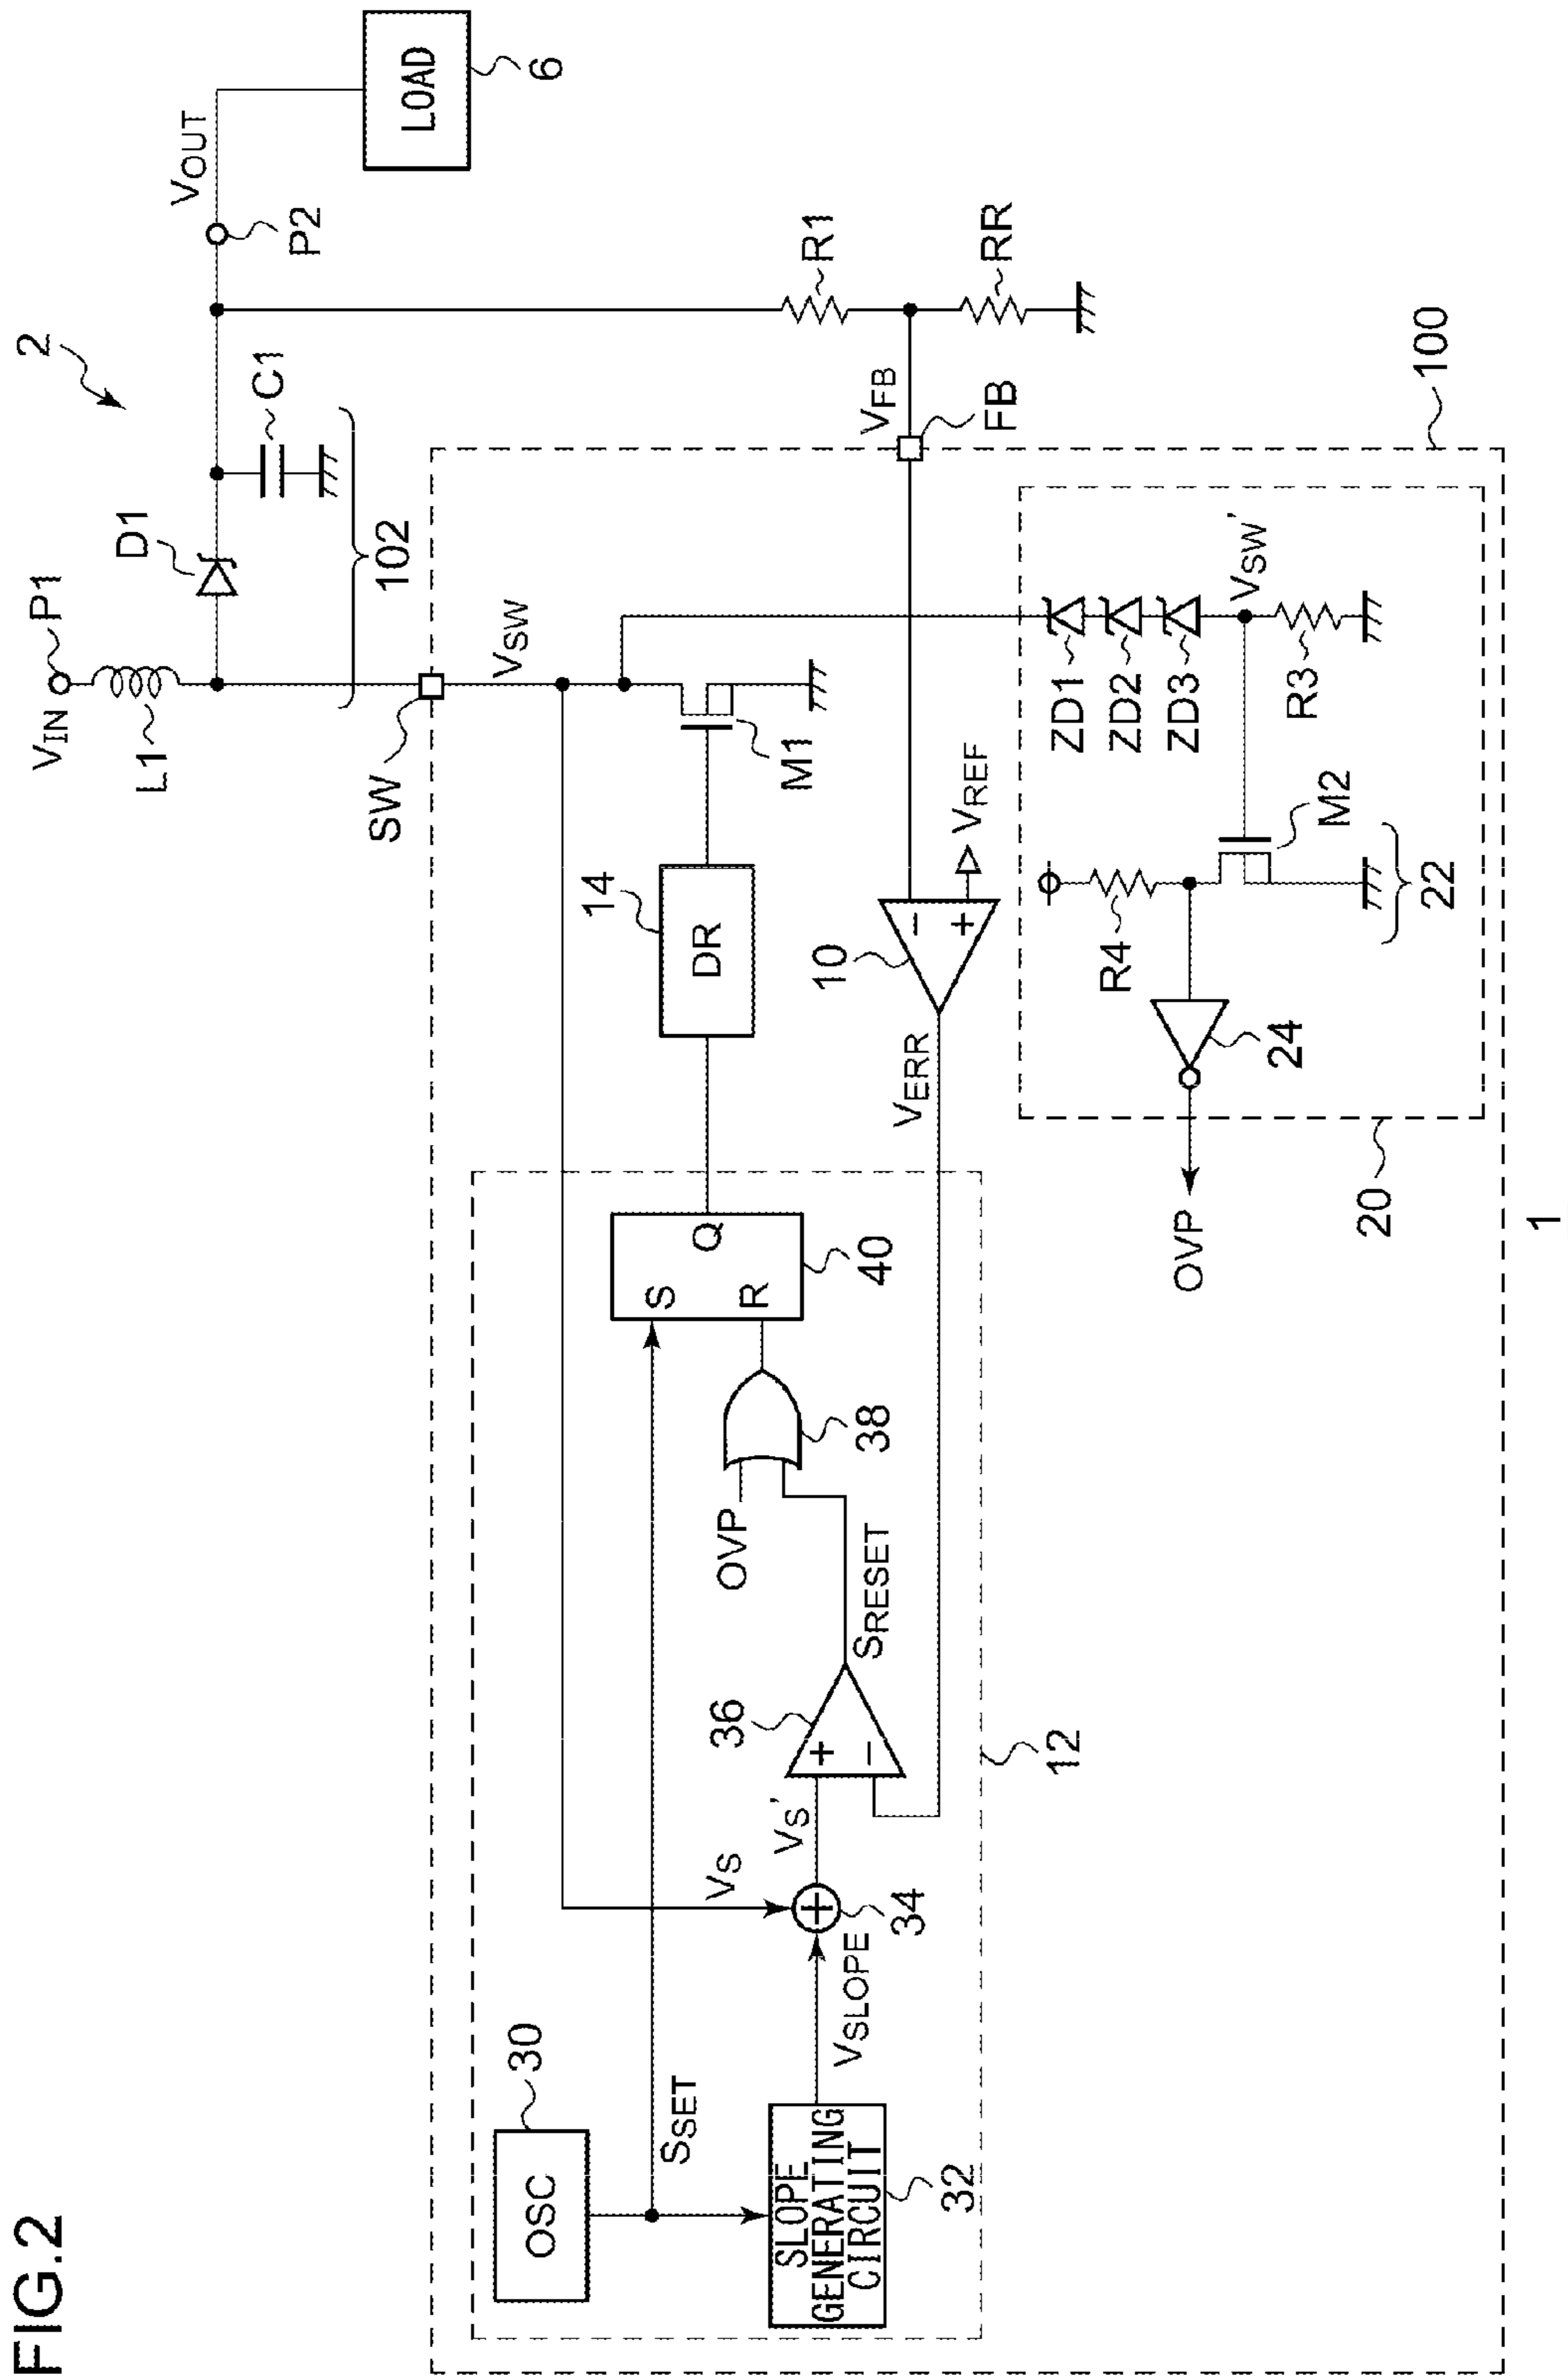 FIG.2
2
VIN
P1
L1
D1
C1
102
P2
VOUT
LOAD
6
R1
RR
VFB
FB
100
SW
VSW
M1
14
DR
10
-
+
VREF
VERR
ZD1
ZD2
ZD3
VSW'
R3
M2
22
R4
24
OVP
20
30
OSC
SSET
SLOPE
GENERATING
CIRCUIT
32
VSLOPE
34
+
VS
VS'
36
+
-
SRESET
OVP
38
S
R
Q
40
12
1